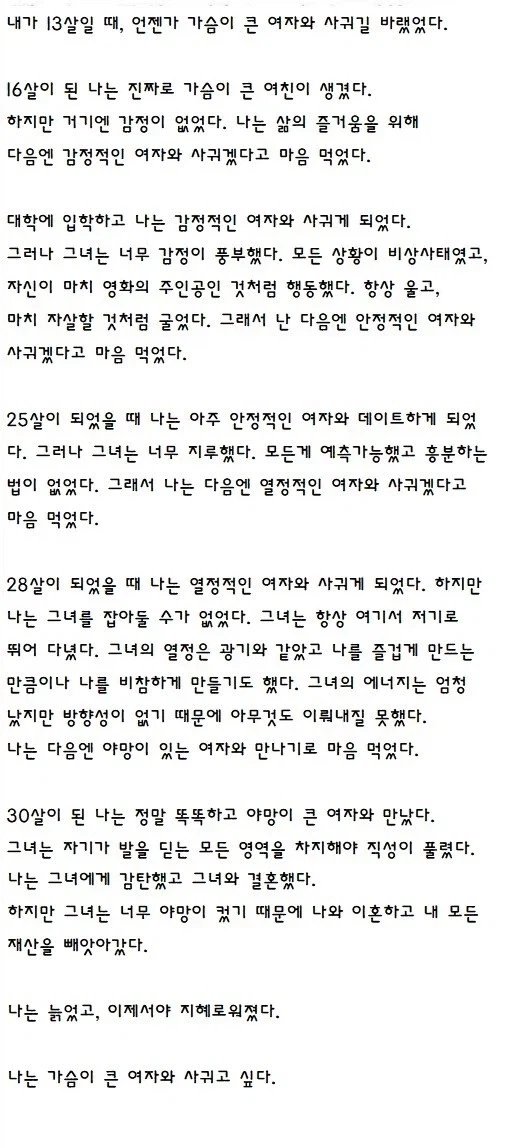 내가 13살일 때, 언젠가 가슴이 큰 여자와 사귀길 바랬었다.
16살이 된 나는 진짜로 가슴이 큰 여친이 생겼다.
하지만 거기엔 감정이 없었다. 나는 삶의 즐거움을 위해
다음엔 감정적인 여자와 사귀겠다고 마음 먹었다.
대학에 입학하고 나는 감정적인 여자와 사귀게 되었다.
그러나 그녀는 너무 감정이 풍부했다. 모든 상황이 비상사태였고,
자신이 마치 영화의 주인공인 것처럼 행동했다. 항상 울고,
마치 자살할 것처럼 굴었다. 그래서 난 다음엔 안정적인 여자와
사귀겠다고 마음 먹었다.
25살이 되었을 때 나는 아주 안정적인 여자와 데이트하게 되었
다. 그러나 그녀는 너무 지루했다. 모든게 예측가능했고 흥분하는
법이 없었다. 그래서 나는 다음엔 열정적인 여자와 사귀겠다고
마음 먹었다.
28살이 되었을 때 나는 열정적인 여자와 사귀게 되었다. 하지만
나는 그녀를 잡아둘 수가 없었다. 그녀는 항상 여기서 저기로
뛰어 다녔다. 그녀의 열정은 광기와 같았고 나를 즐겁게 만드는
만큼이나 나를 비참하게 만들기도 했다. 그녀의 에너지는 엄청
났지만 방향성이 없기 때문에 아무것도 이뤄내질 못했다.
나는 다음엔 야망이 있는 여자와 만나기로 마음 먹었다.
30살이 된 나는 정말 똑똑하고 야망이 큰 여자와 만났다.
그녀는 자기가 발을 딛는 모든 영역을 차지해야 직성이 풀렸다.
나는 그녀에게 감탄했고 그녀와 결혼했다.
하지만 그녀는 너무 야망이 컸기 때문에 나와 이혼하고 내 모든
재산을 빼앗아갔다.
나는 늙었고, 이제서야 지혜로워졌다.
나는 가슴이 큰 여자와 사귀고 싶다.